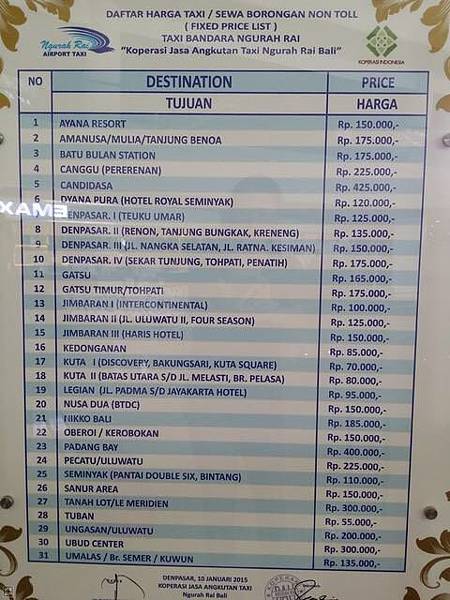 DAFTAR HARGA TAXI / SEWA BORONGAN NON TOLL
( FIXED PRICE LIST )
TAXI BANDARA NGURAH RAI
"Koperasi Jasa Angkutan Taxi Ngurah Rai Bali"
Ngurah Rai
AIRPORT TAXI
KOPERASI INDONESIA
NO DESTINATION PRICE
TUJUAN HARGA
1 AYANA RESORT Rp. 150.000,-
2 AMANUSA/MULIA/TANJUNG BENOA Rp. 175.000,-
3 BATU BULAN STATION Rp. 175.000,-
4 CANGGU (PERERENAN) Rp. 225.000,-
5 CANDIDASA Rp. 425.000,-
6 DYANA PURA (HOTEL ROYAL SEMINYAK) Rp. 120.000,-
DENPASAR. I (TEUKU UMAR) Rp. 125.000,-
8 DENPASAR. II (RENON, TANJUNG BUNGKAK, KRENENG) Rp. 135.000,-
9 DENPASAR. III (JL. NANGKA SELATAN, JL. RATNA. KESIMAN) Rp. 150.000,-
10 DENPASAR. IV (SEKAR TUNJUNG, TOHPATI, PENATIH) Rp. 175.000,-
11 GATSU Rp. 165.000,-
12 GATSU TIMUR/TOHPATI Rp. 175.000,-
13 JIMBARAN I (INTERCONTINENTAL) Rp. 100.000,-
14 JIMBARAN II (JL. ULUWATU II, FOUR SEASON) Rp. 125.000,-
15 JIMBARAN III (HARIS HOTEL) Rp. 150.000,-
16 KEDONGANAN Rp. 85.000,-
17 KUTA I (DISCOVERY, BAKUNGSARI, KUTA SQUARE) Rp. 70.000,-
18 KUTA II (BATAS UTARA S/D JL. MELASTI, BR. PELASA) Rp. 80.000,-
19 LEGIAN (JL. PADMA S/D JAYAKARTA HOTEL) Rp. 95.000,-
20 NUSA DUA (BTDC) Rp. 150.000,-
21 NIKKO BALI Rp. 185.000,-
22 OBEROI / KEROBOKAN Rp. 150.000,-
23 PADANG BAY Rp. 400.000,-
24 PECATU/ULUWATU Rp. 225.000,-
25 SEMINYAK (PANTAI DOUBLE SIX, BINTANG) Rp. 110.000,-
26 SANUR AREA Rp. 150.000,-
27 TANAH LOT/LE MERIDIEN Rp. 300.000,-
28 TUBAN Rp. 55.000,-
29 UNGASAN/ULUWATU Rp. 200.000,-
30 UBUD CENTER Rp. 300.000,-
31 UMALAS / Br. SEMER / KUWUN Rp. 135.000,-
DENPASAR, 10 JANUARI 2015
KOPERASI JASA ANGKUTAN TAXI
NGURAH RAI BALI